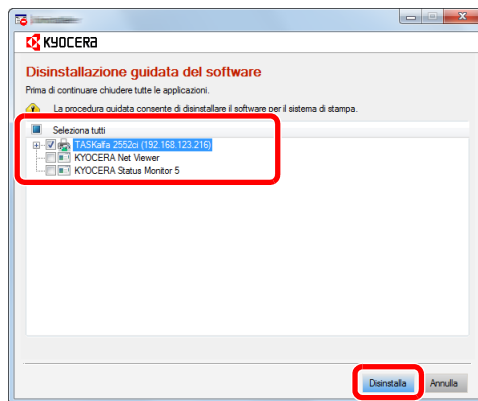 KYOCERA
Disinstallazione guidata del software
Prima di continuare chiudere tutte le applicazioni.
La procedura guidata consente di disinstallare il software per il sistema di stampa.
Seleziona tutti
TASKalfa 2552ci (192.168.123.216)
KYOCERA Net Viewer
KYOCERA Status Monitor 5
Disinstalla Annulla